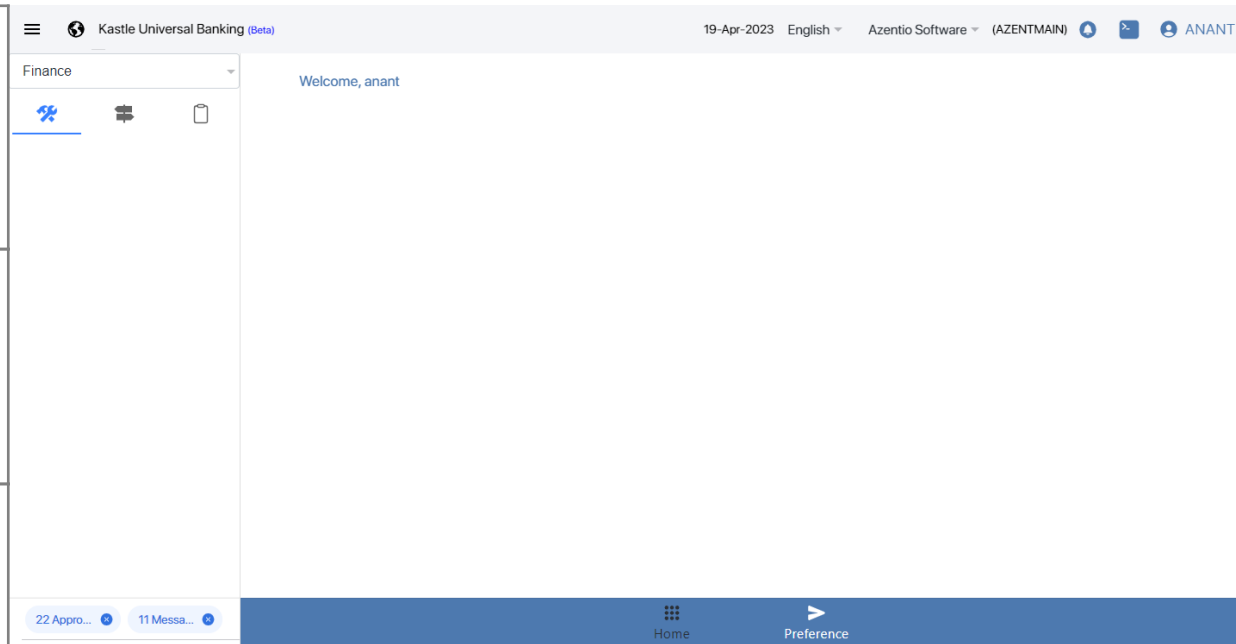 Kastle Universal Banking (Beta) 19-Apr-2023 English Azentio Software (AZENTMAIN) ANANT
Finance
Welcome, anant
22 Appro... 11 Messa...
Home Preference